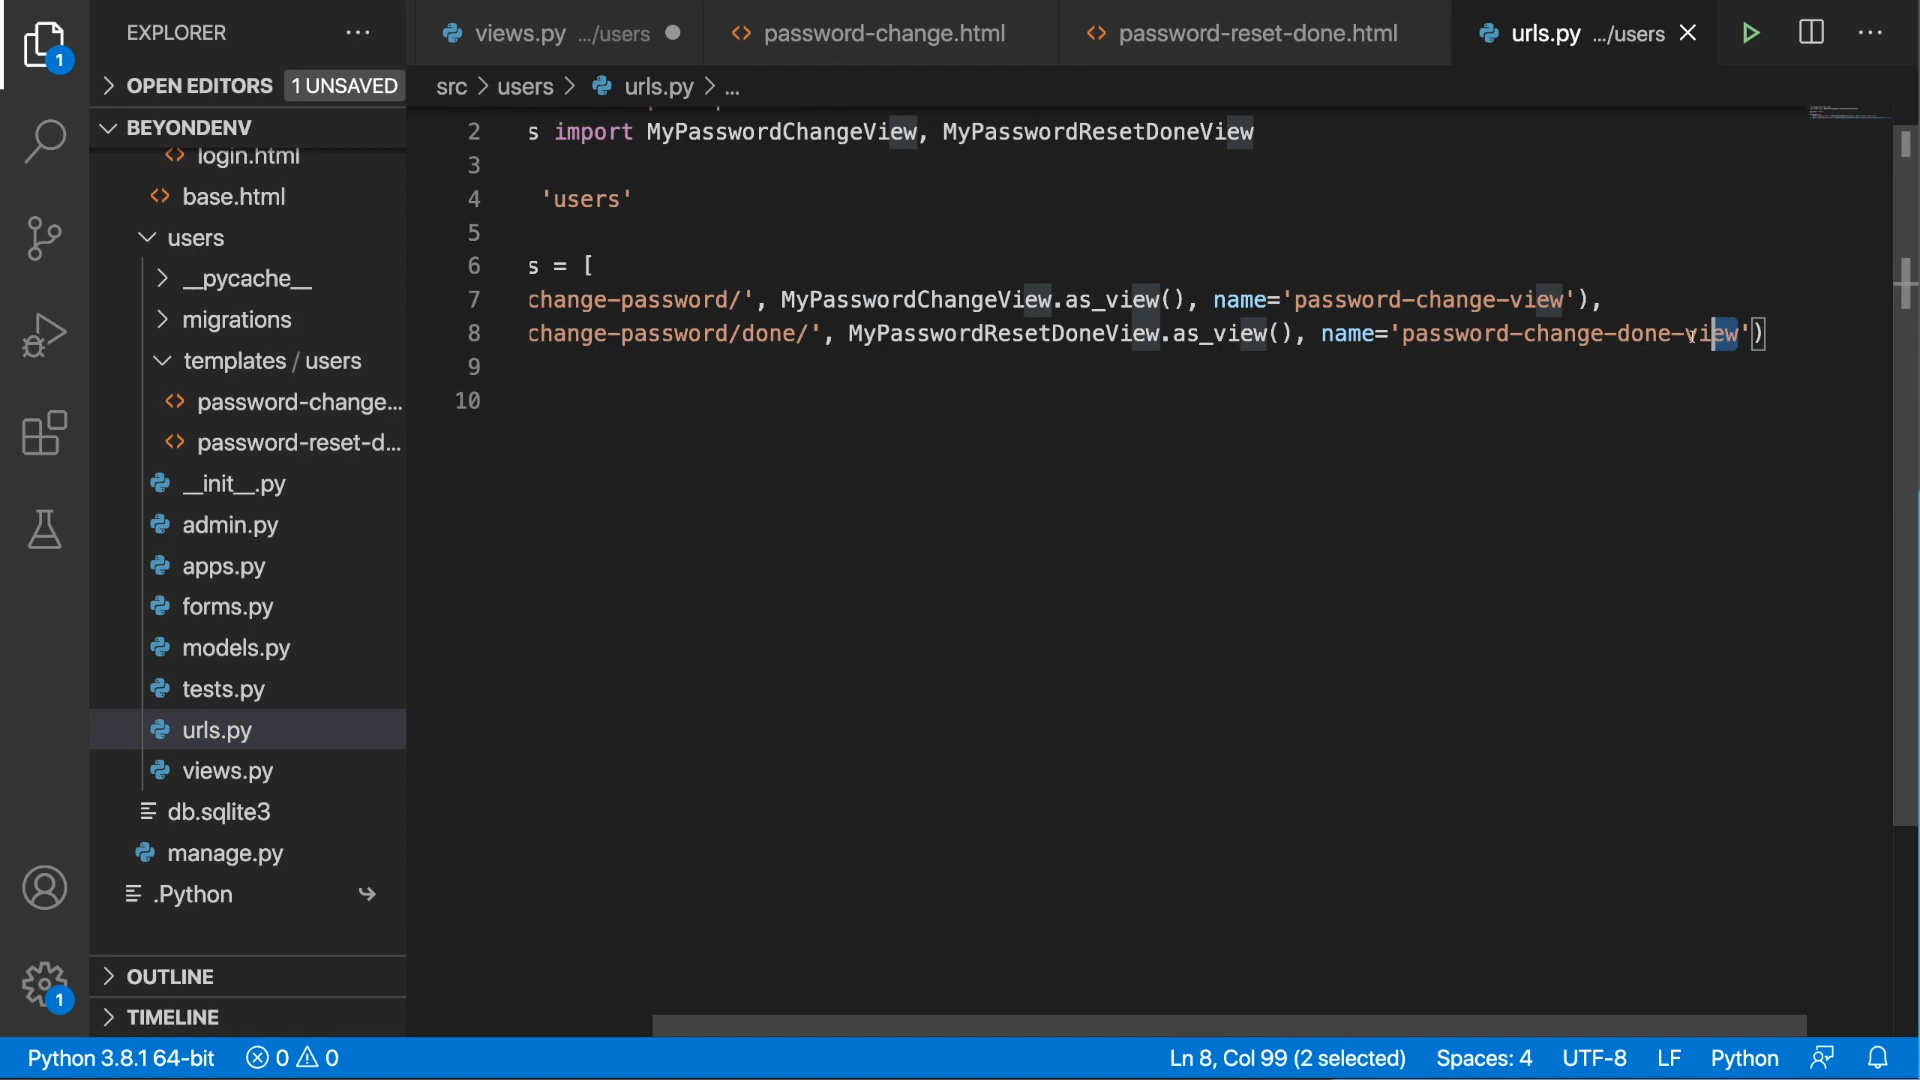 EXPLORER
views.py .../users
password-change.html
password-reset-done.html
urls.py .../users
1
OPEN EDITORS
1 UNSAVED
src > users > urls.py > ...
BEYONDENV
login.html
base.html
users
__pycache__
migrations
templates / users
password-change...
password-reset-d...
__init__.py
admin.py
apps.py
forms.py
models.py
tests.py
urls.py
views.py
db.sqlite3
manage.py
.Python
OUTLINE
TIMELINE
1
2 s import MyPasswordChangeView, MyPasswordResetDoneView
3
4 'users'
5
6 s = [
7 change-password/', MyPasswordChangeView.as_view(), name='password-change-view'),
8 change-password/done/', MyPasswordResetDoneView.as_view(), name='password-change-done-view')
9
10
Python 3.8.1 64-bit
0
0
Ln 8, Col 99 (2 selected)
Spaces: 4
UTF-8
LF
Python